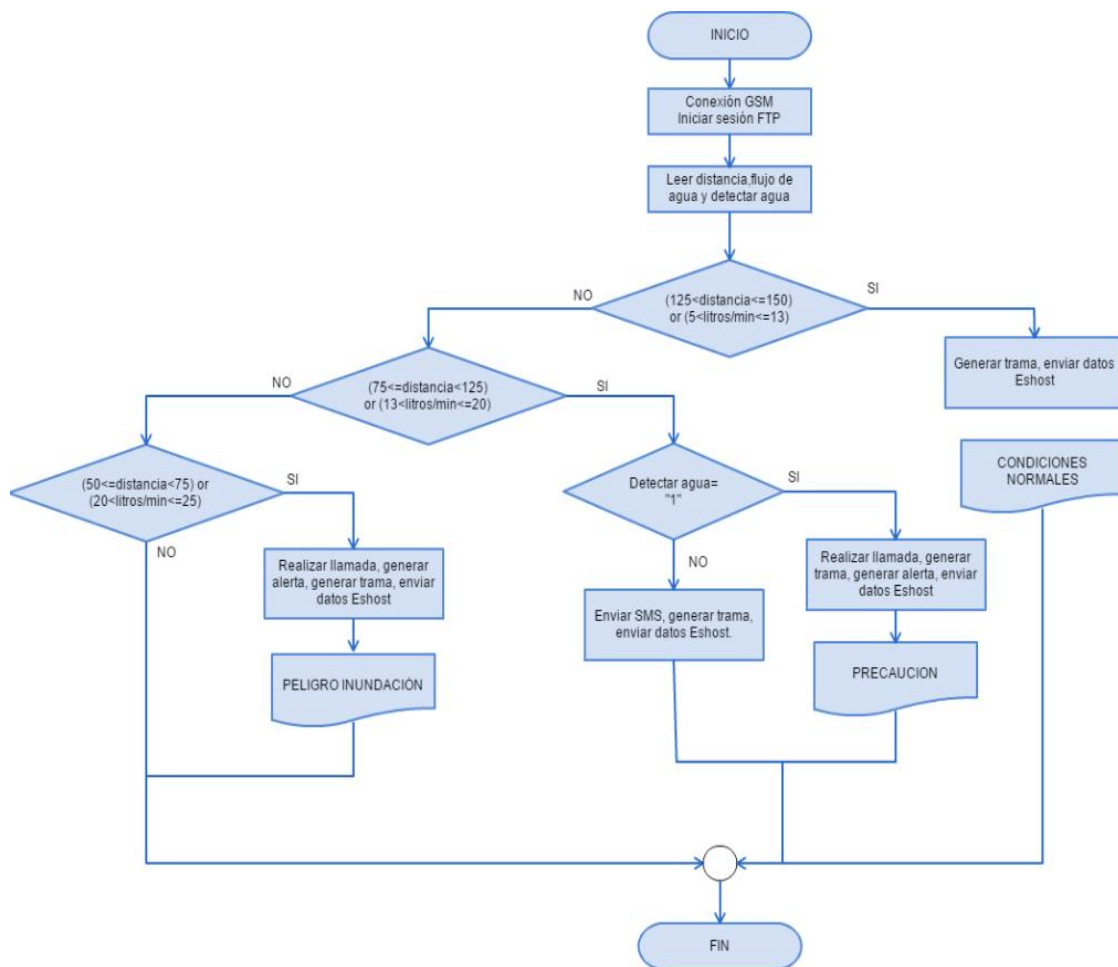 INICIO
Conexión GSM
Iniciar sesión FTP
Leer distancia,flujo de
agua y detectar agua
(125<distancia<=150)
or (5<litros/min<=13)
NO
SI
Generar trama, enviar datos
Eshost
CONDICIONES
NORMALES
(75<=distancia<125)
or (13<litros/min<=20)
NO
SI
(50<=distancia<75) or
(20<litros/min<=25)
SI
NO
Realizar llamada, generar
alerta, generar trama, enviar
datos Eshost
PELIGRO INUNDACIÓN
Detectar agua=
"1"
SI
NO
Enviar SMS, generar trama,
enviar datos Eshost.
Realizar llamada, generar
trama, generar alerta, enviar
datos Eshost
PRECAUCION
FIN